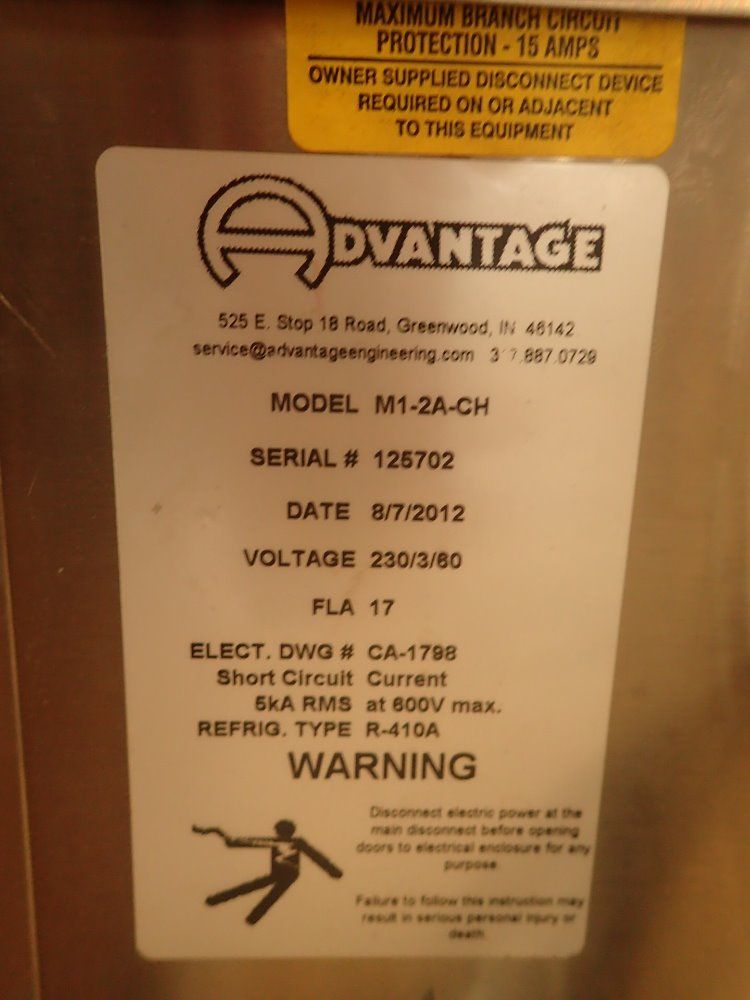 MAXIMUM BRANCH CIRCUIT
PROTECTION - 15 AMPS
OWNER SUPPLIED DISCONNECT DEVICE
REQUIRED ON OR ADJACENT
TO THIS EQUIPMENT
ADVANTAGE
525 E. Stop 18 Road, Greenwood, IN 46142
service@advantageengineering.com 317.887.0729
MODEL M1-2A-CH
SERIAL # 125702
DATE 8/7/2012
VOLTAGE 230/3/60
FLA 17
ELECT. DWG # CA-1798
Short Circuit Current
5kA RMS at 600V max.
REFRIG. TYPE R-410A
WARNING
Disconnect electric power at the
main disconnect before opening
doors to electrical enclosure for any
purpose.
Failure to follow this instruction may
result in serious personal injury or
death.